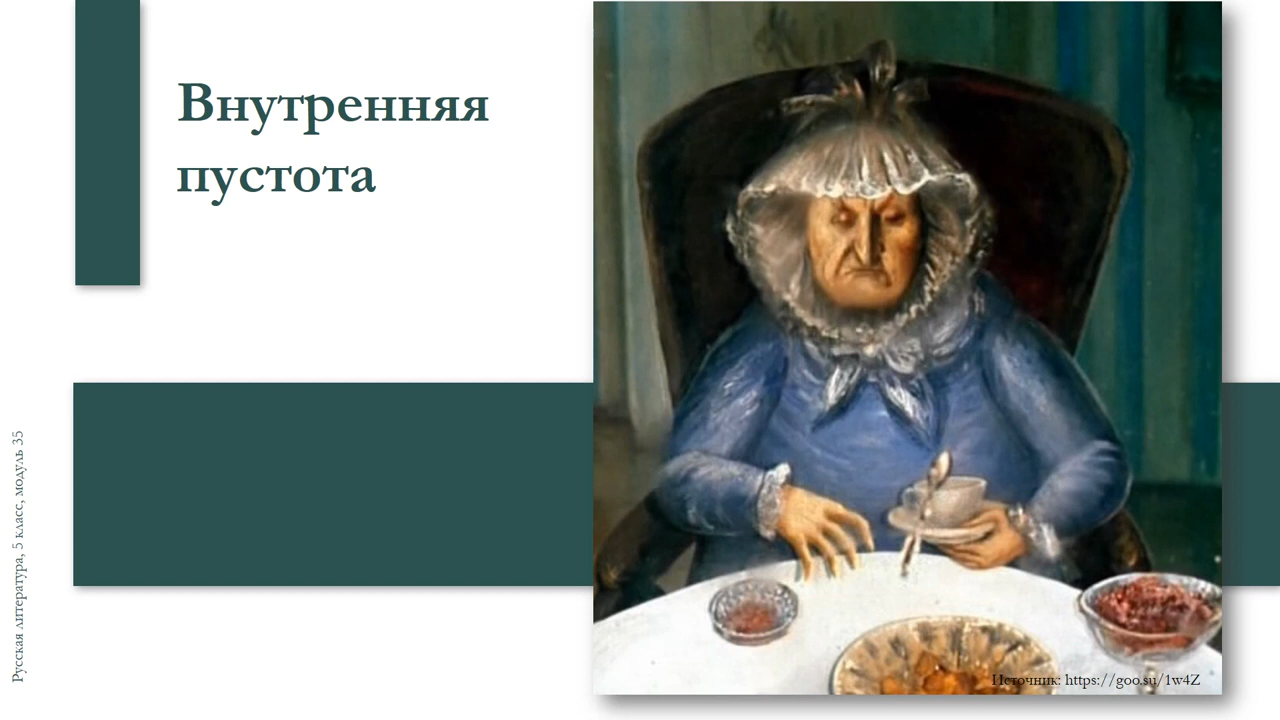 Внутренняя
пустота
Русская литература, 5 класс, модуль 35
Источник: https://goo.su/1w4Z